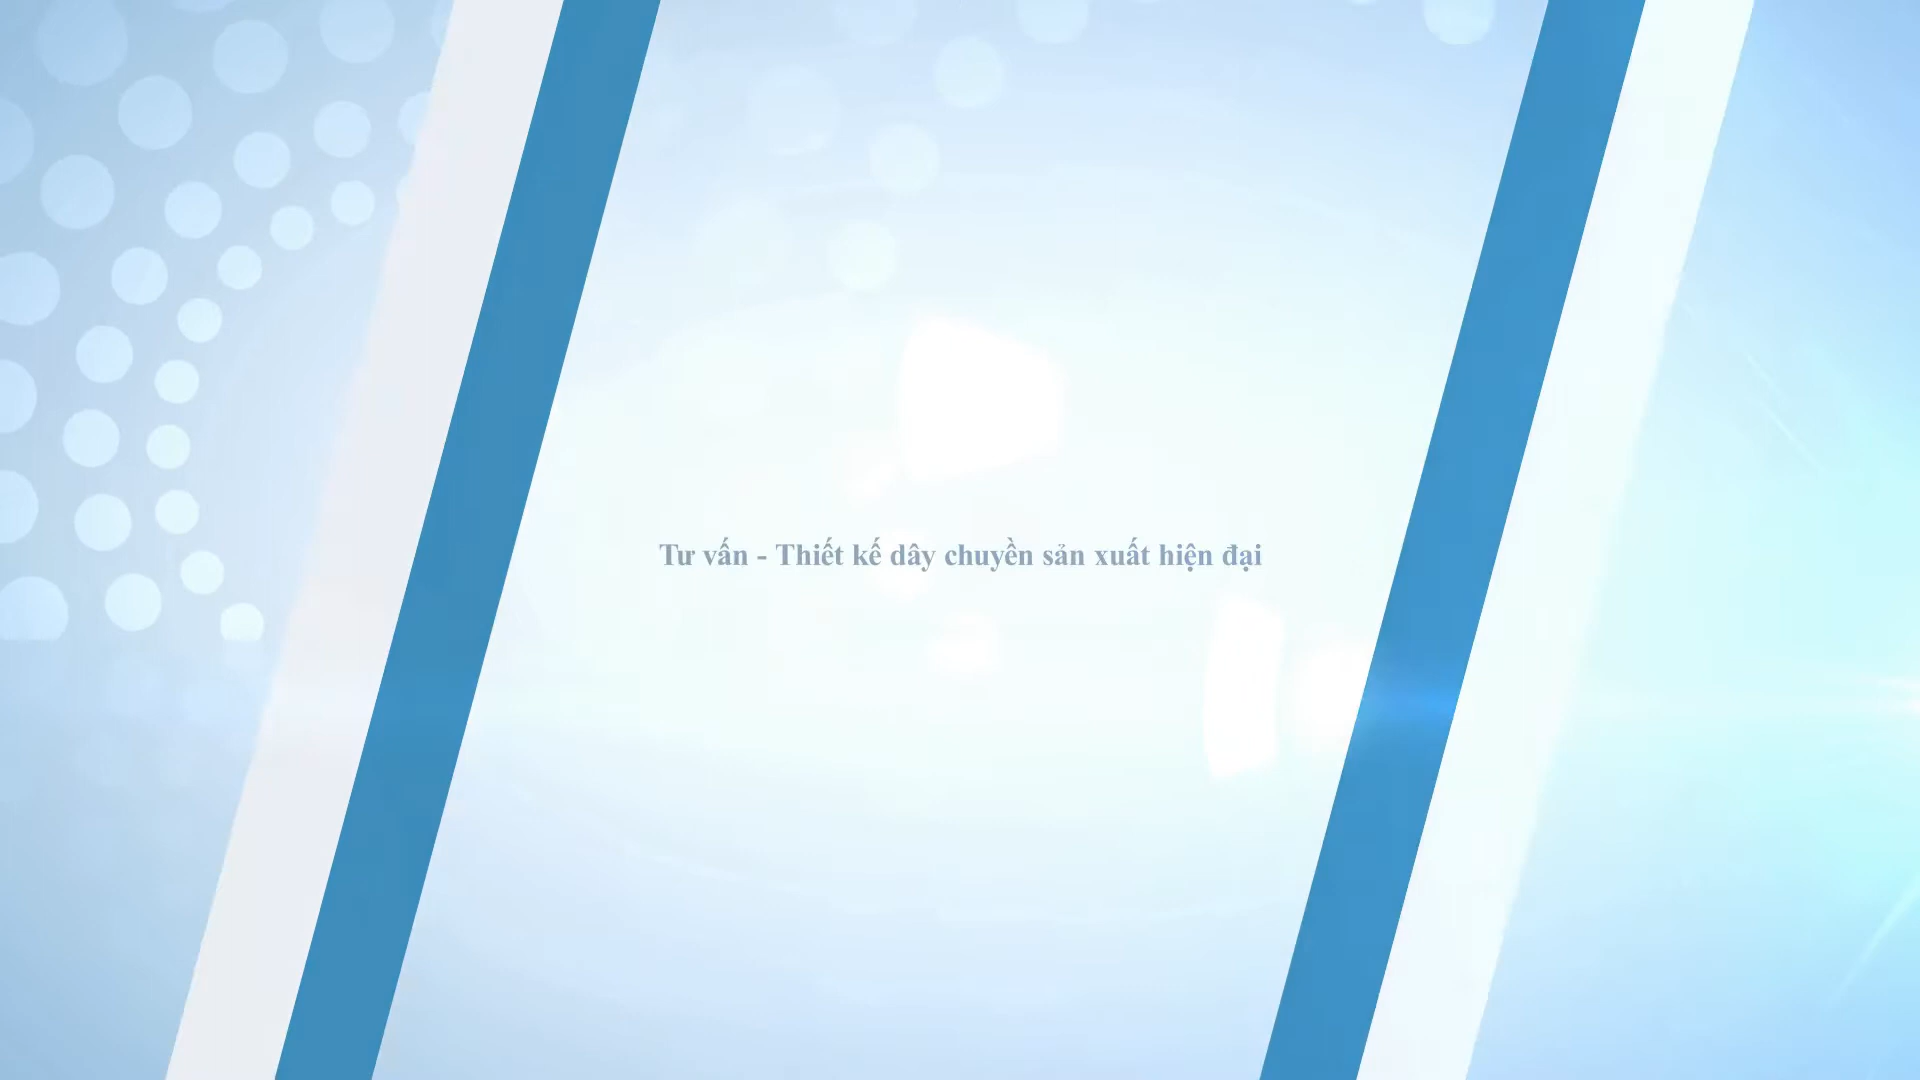 Tư vấn - Thiết kế dây chuyền sản xuất hiện đại